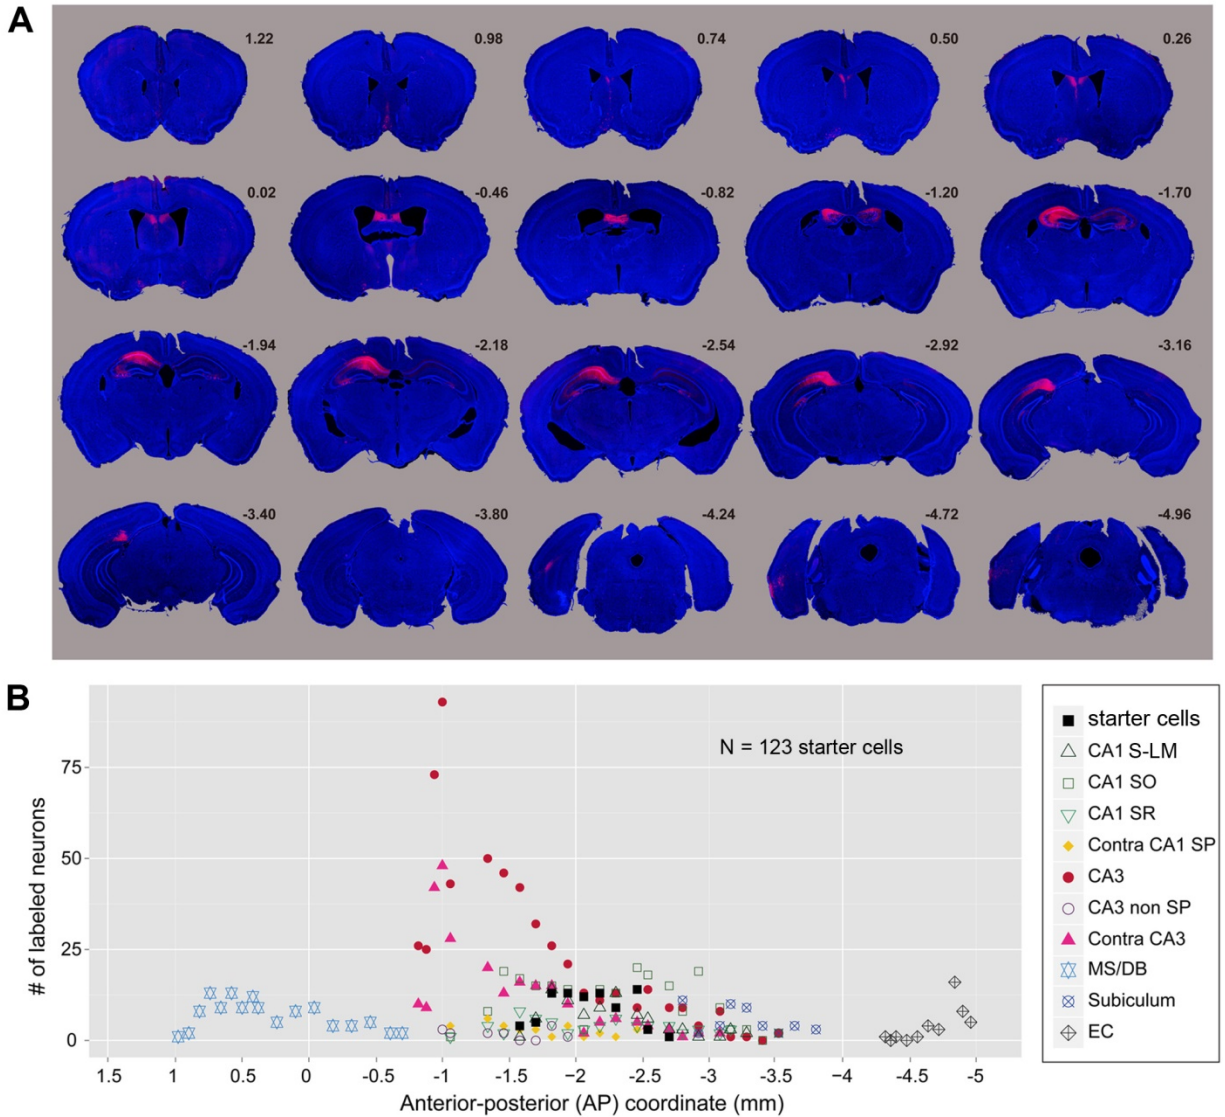 A
1.22 0.98 0.74 0.50 0.26
0.02 -0.46 -0.82 -1.20 -1.70
-1.94 -2.18 -2.54 -2.92 -3.16
-3.40 -3.80 -4.24 -4.72 -4.96
B
N = 123 starter cells
# of labeled neurons
75
50
25
0
1.5 1 0.5 0 -0.5 -1 -1.5 −2 -2.5 -3 -3.5 −4 -4.5 -5
Anterior-posterior (AP) coordinate (mm)
starter cells
CA1 S-LM
CA1 SO
CA1 SR
Contra CA1 SP
CA3
CA3 non SP
Contra CA3
MS/DB
Subiculum
EC